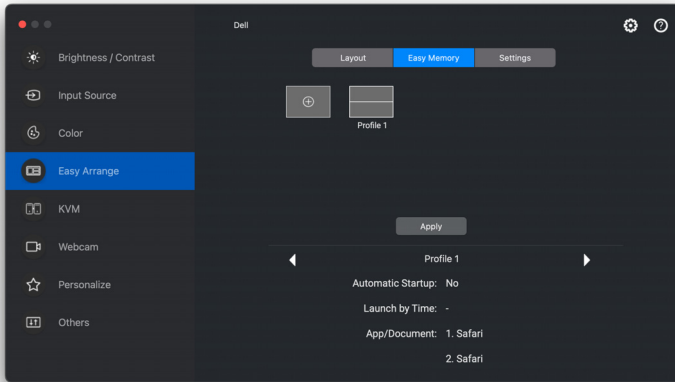 Dell
Brightness / Contrast
Input Source
Color
Easy Arrange
KVM
Webcam
Personalize
Others
Layout Easy Memory Settings
Profile 1
Apply
Profile 1
Automatic Startup: No
Launch by Time: -
App/Document: 1. Safari
2. Safari